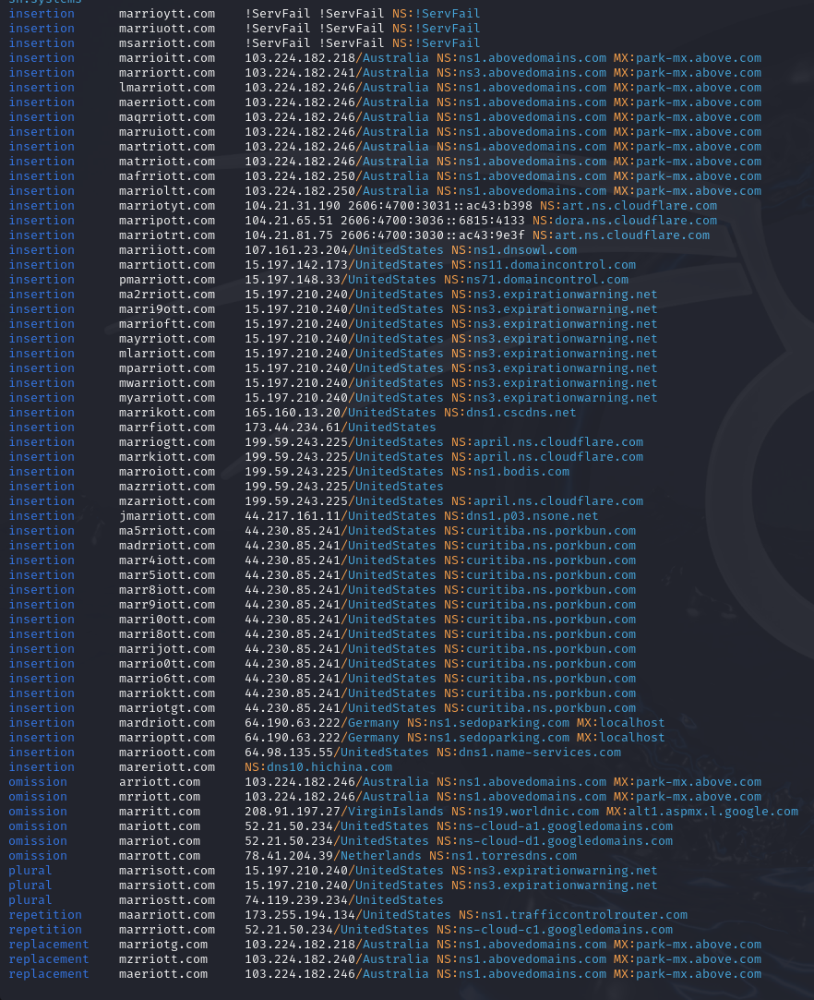 insertion marrioytt.com !ServFail !ServFail NS:!ServFail
insertion marriuott.com !ServFail !ServFail NS:!ServFail
insertion msarriott.com !ServFail !ServFail NS:!ServFail
insertion marrioitt.com 103.224.182.218/Australia NS:ns1.abovedomains.com MX:park-mx.above.com
insertion marriortt.com 103.224.182.241/Australia NS:ns3.abovedomains.com MX:park-mx.above.com
insertion lmarriott.com 103.224.182.246/Australia NS:ns1.abovedomains.com MX:park-mx.above.com
insertion maerriott.com 103.224.182.246/Australia NS:ns1.abovedomains.com MX:park-mx.above.com
insertion maqrriott.com 103.224.182.246/Australia NS:ns1.abovedomains.com MX:park-mx.above.com
insertion marruiott.com 103.224.182.246/Australia NS:ns1.abovedomains.com MX:park-mx.above.com
insertion martriott.com 103.224.182.246/Australia NS:ns1.abovedomains.com MX:park-mx.above.com
insertion matrriott.com 103.224.182.246/Australia NS:ns1.abovedomains.com MX:park-mx.above.com
insertion mafrriott.com 103.224.182.250/Australia NS:ns1.abovedomains.com MX:park-mx.above.com
insertion marrioltt.com 103.224.182.250/Australia NS:ns1.abovedomains.com MX:park-mx.above.com
insertion marriotyt.com 104.21.31.190 2606:4700:3031::ac43:b398 NS:art.ns.cloudflare.com
insertion marripott.com 104.21.65.51 2606:4700:3036::6815:4133 NS:dora.ns.cloudflare.com
insertion marriotrt.com 104.21.81.75 2606:4700:3030::ac43:9e3f NS:art.ns.cloudflare.com
insertion marriiott.com 107.161.23.204/UnitedStates NS:ns1.dnsowl.com
insertion marrtiott.com 15.197.142.173/UnitedStates NS:ns11.domaincontrol.com
insertion pmarriott.com 15.197.148.33/UnitedStates NS:ns71.domaincontrol.com
insertion ma2rriott.com 15.197.210.240/UnitedStates NS:ns3.expirationwarning.net
insertion marri9ott.com 15.197.210.240/UnitedStates NS:ns3.expirationwarning.net
insertion marrioftt.com 15.197.210.240/UnitedStates NS:ns3.expirationwarning.net
insertion mayrriott.com 15.197.210.240/UnitedStates NS:ns3.expirationwarning.net
insertion mlarriott.com 15.197.210.240/UnitedStates NS:ns3.expirationwarning.net
insertion mparriott.com 15.197.210.240/UnitedStates NS:ns3.expirationwarning.net
insertion mwarriott.com 15.197.210.240/UnitedStates NS:ns3.expirationwarning.net
insertion myarriott.com 15.197.210.240/UnitedStates NS:ns3.expirationwarning.net
insertion marrikott.com 165.160.13.20/UnitedStates NS:dns1.cscdns.net
insertion marrfiott.com 173.44.234.61/UnitedStates
insertion marriogtt.com 199.59.243.225/UnitedStates NS:april.ns.cloudflare.com
insertion marrkiott.com 199.59.243.225/UnitedStates NS:april.ns.cloudflare.com
insertion marroiott.com 199.59.243.225/UnitedStates NS:ns1.bodis.com
insertion mazrriott.com 199.59.243.225/UnitedStates
insertion mzarriott.com 199.59.243.225/UnitedStates NS:april.ns.cloudflare.com
insertion jmarriott.com 44.217.161.11/UnitedStates NS:dns1.p03.nsone.net
insertion ma5rriott.com 44.230.85.241/UnitedStates NS:curitiba.ns.porkbun.com
insertion madrriott.com 44.230.85.241/UnitedStates NS:curitiba.ns.porkbun.com
insertion marr4iott.com 44.230.85.241/UnitedStates NS:curitiba.ns.porkbun.com
insertion marr5iott.com 44.230.85.241/UnitedStates NS:curitiba.ns.porkbun.com
insertion marr8iott.com 44.230.85.241/UnitedStates NS:curitiba.ns.porkbun.com
insertion marr9iott.com 44.230.85.241/UnitedStates NS:curitiba.ns.porkbun.com
insertion marri0ott.com 44.230.85.241/UnitedStates NS:curitiba.ns.porkbun.com
insertion marri8ott.com 44.230.85.241/UnitedStates NS:curitiba.ns.porkbun.com
insertion marrijott.com 44.230.85.241/UnitedStates NS:curitiba.ns.porkbun.com
insertion marrio0tt.com 44.230.85.241/UnitedStates NS:curitiba.ns.porkbun.com
insertion marrio6tt.com 44.230.85.241/UnitedStates NS:curitiba.ns.porkbun.com
insertion marrioktt.com 44.230.85.241/UnitedStates NS:curitiba.ns.porkbun.com
insertion marriotgt.com 44.230.85.241/UnitedStates NS:curitiba.ns.porkbun.com
insertion mardriott.com 64.190.63.222/Germany NS:ns1.sedoparking.com MX:localhost
insertion marrioptt.com 64.190.63.222/Germany NS:ns1.sedoparking.com MX:localhost
insertion marrioott.com 64.98.135.55/UnitedStates NS:dns1.name-services.com
insertion mareriott.com NS:dns10.hichina.com
omission arriott.com 103.224.182.246/Australia NS:ns1.abovedomains.com MX:park-mx.above.com
omission mrriott.com 103.224.182.246/Australia NS:ns1.abovedomains.com MX:park-mx.above.com
omission marritt.com 208.91.197.27/VirginIslands NS:ns19.worldnic.com MX:alt1.aspmx.l.google.com
omission mariott.com 52.21.50.234/UnitedStates NS:ns-cloud-a1.googledomains.com
omission marriot.com 52.21.50.234/UnitedStates NS:ns-cloud-d1.googledomains.com
omission marrott.com 78.41.204.39/Netherlands NS:ns1.torresdns.com
plural marrisott.com 15.197.210.240/UnitedStates NS:ns3.expirationwarning.net
plural marrsiott.com 15.197.210.240/UnitedStates NS:ns3.expirationwarning.net
plural marriostt.com 74.119.239.234/UnitedStates
repetition maarriott.com 173.255.194.134/UnitedStates NS:ns1.trafficcontrolrouter.com
repetition marrriott.com 52.21.50.234/UnitedStates NS:ns-cloud-c1.googledomains.com
replacement marriotg.com 103.224.182.218/Australia NS:ns1.abovedomains.com MX:park-mx.above.com
replacement mzrriott.com 103.224.182.240/Australia NS:ns1.abovedomains.com MX:park-mx.above.com
replacement maeriott.com 103.224.182.246/Australia NS:ns1.abovedomains.com MX:park-mx.above.com